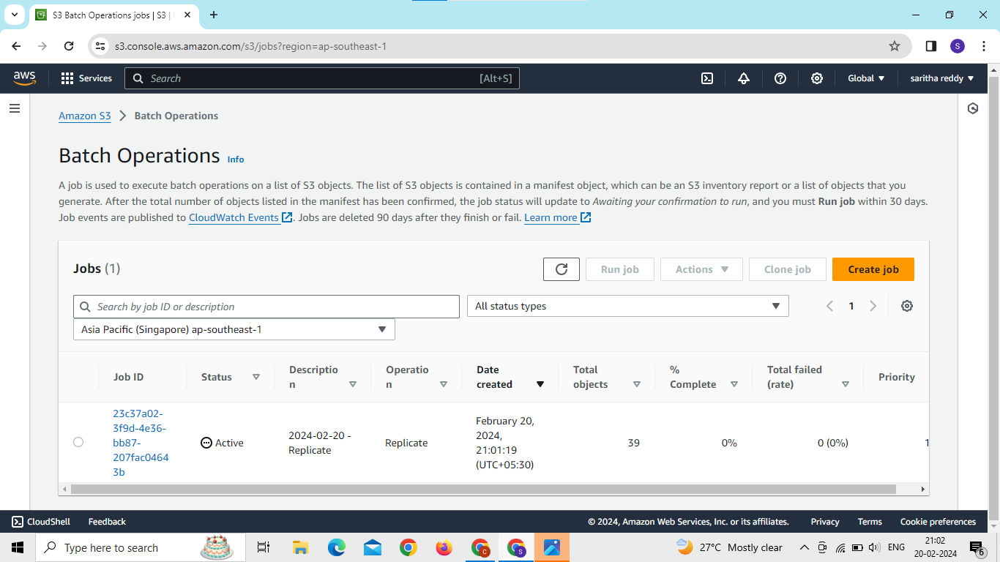 S3 Batch Operations jobs | S3 |
s3.console.aws.amazon.com/s3/jobs?region=ap-southeast-1
S
aws
Services
Search
[Alt+S]
Global
saritha reddy
Amazon S3
Batch Operations
Batch Operations
Info
A job is used to execute batch operations on a list of S3 objects. The list of S3 objects is contained in a manifest object, which can be an S3 inventory report or a list of objects that you
generate. After the total number of objects listed in the manifest has been confirmed, the job status will update to Awaiting your confirmation to run, and you must Run job within 30 days.
Job events are published to CloudWatch Events. Jobs are deleted 90 days after they finish or fail. Learn more
Jobs (1)
Run job
Actions
Clone job
Create job
Search by job ID or description
All status types
1
Asia Pacific (Singapore) ap-southeast-1
Job ID
Status
Descriptio
n
Operatio
n
Date
created
Total
objects
%
Complete
Total failed
(rate)
Priority
23c37a02-
3f9d-4e36-
bb87-
207fac0464
3b
Active
2024-02-20 -
Replicate
Replicate
February 20,
2024,
21:01:19
(UTC+05:30)
39
0%
0 (0%)
1
CloudShell
Feedback
© 2024, Amazon Web Services, Inc. or its affiliates.
Privacy
Terms
Cookie preferences
Type here to search
C
S
27°C Mostly clear
ENG
21:02
20-02-2024
6